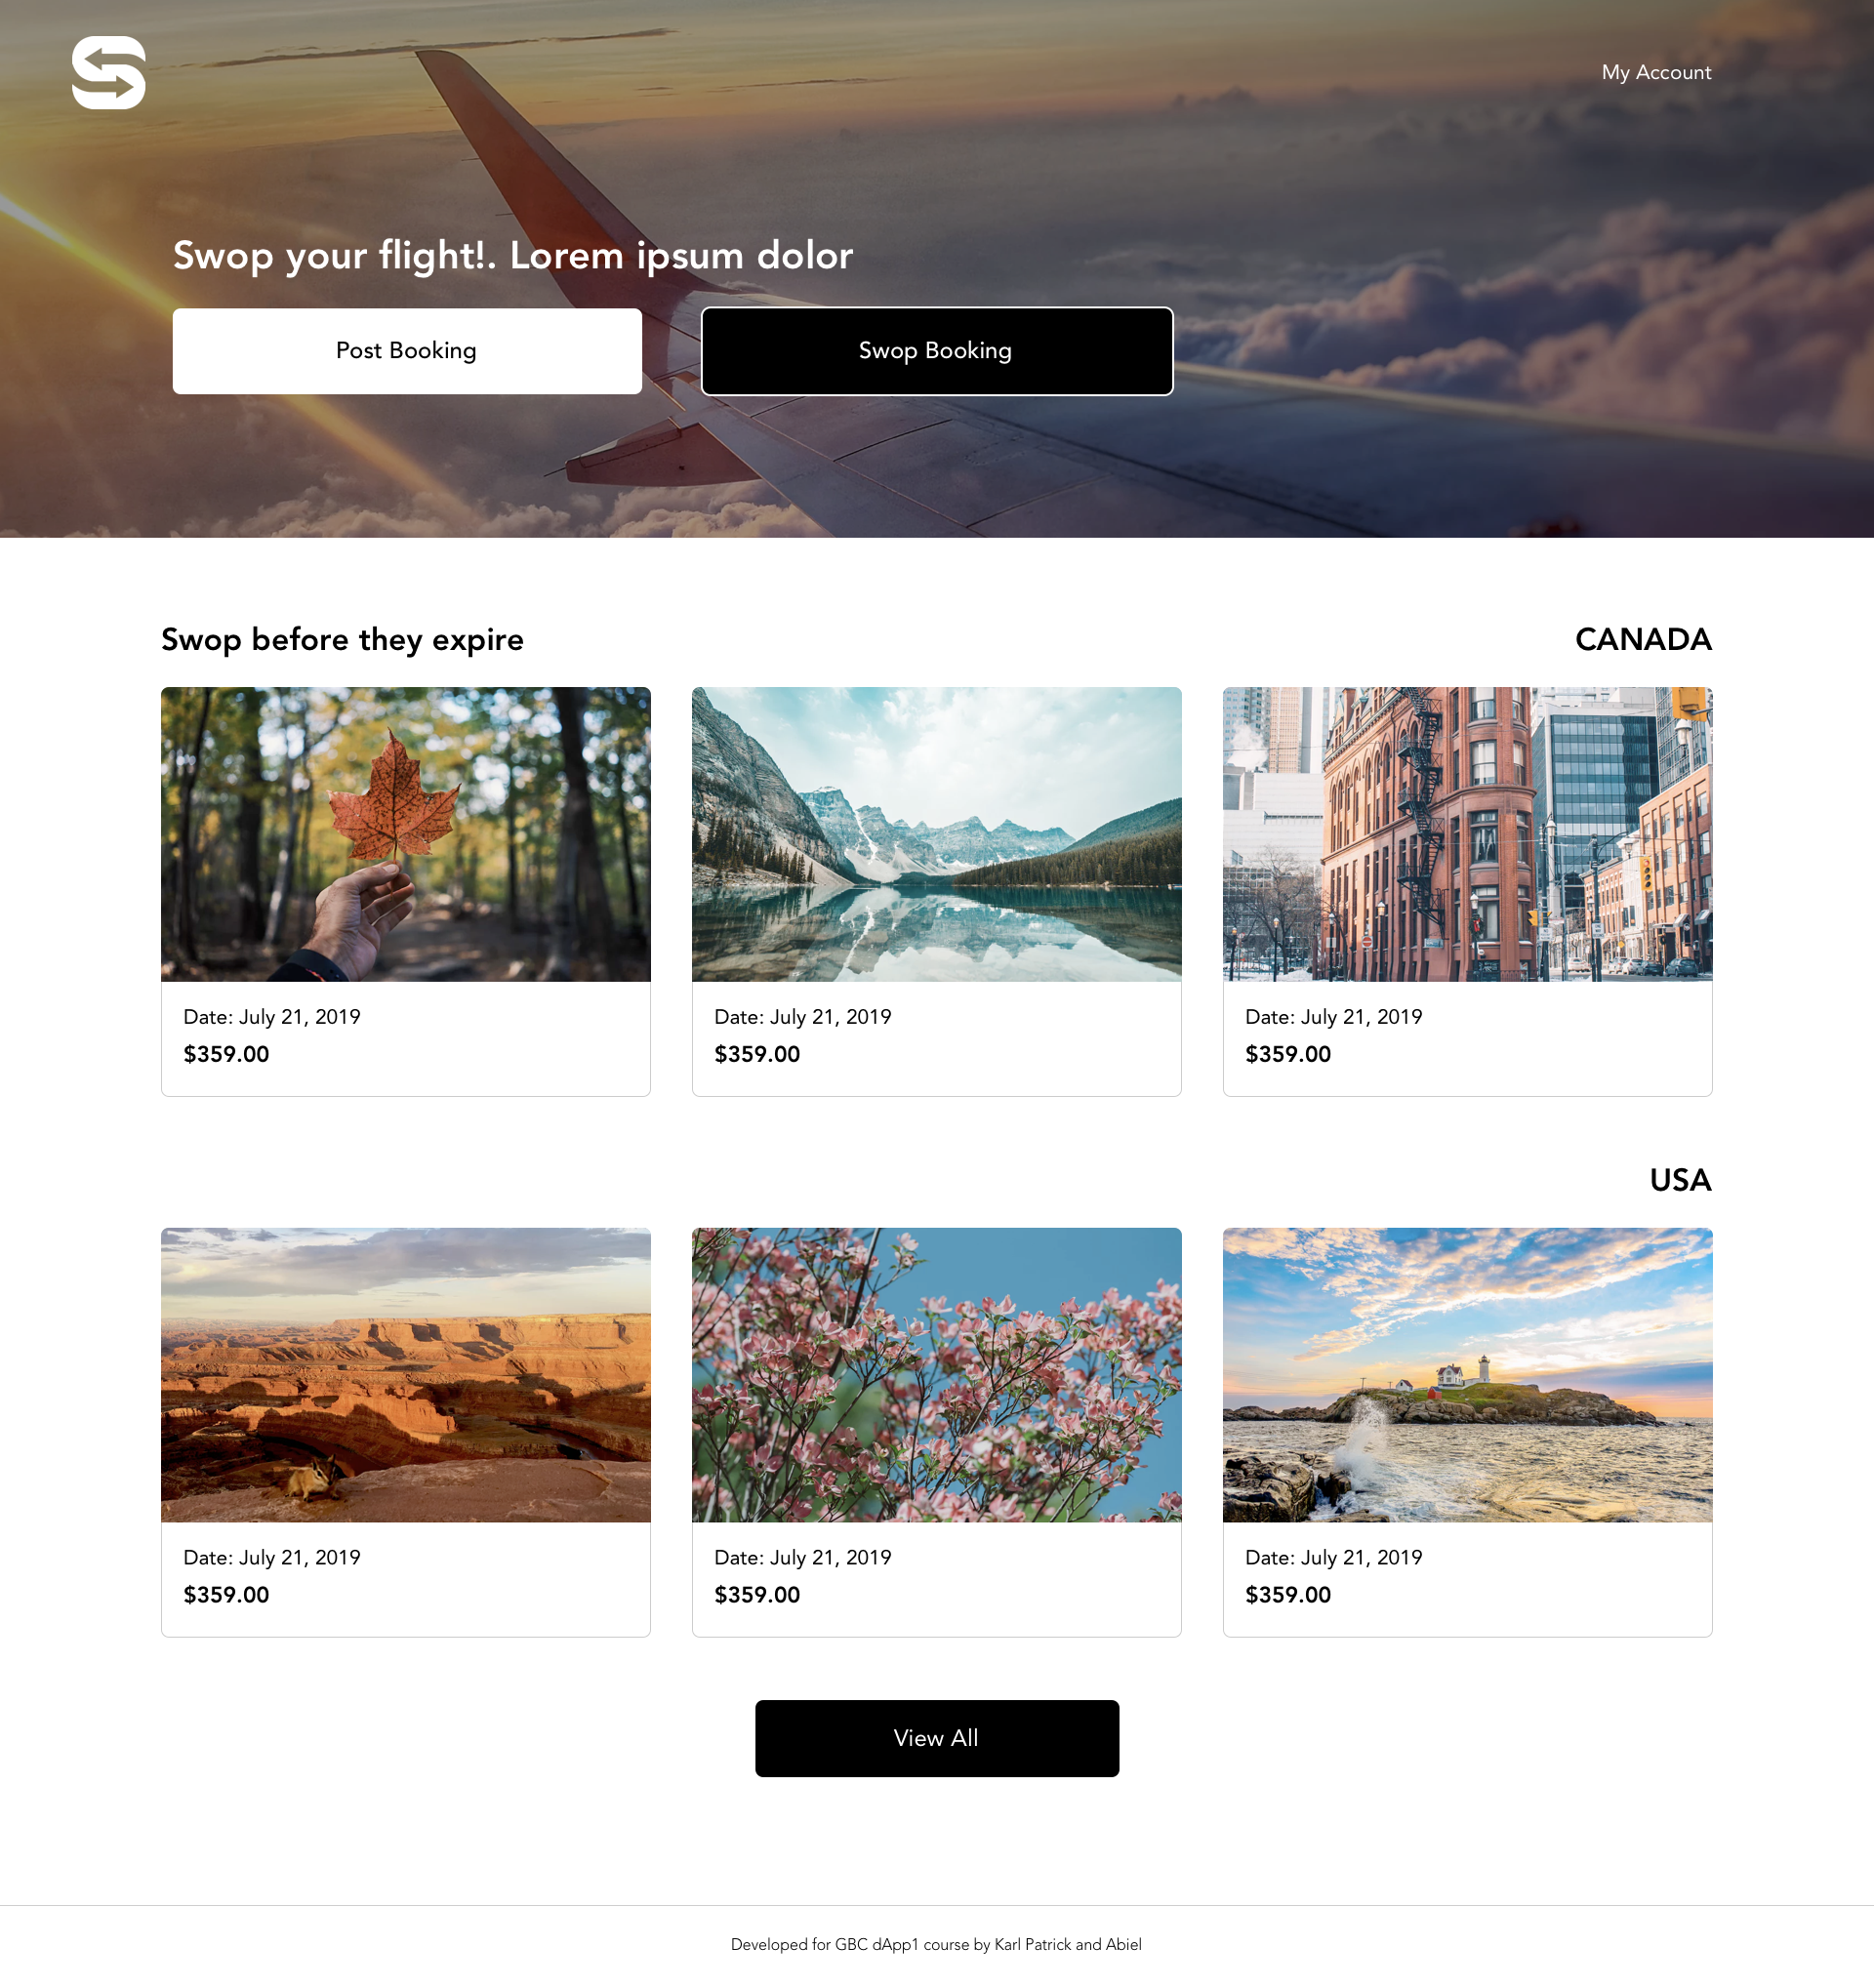 My Account
Swop your flight!. Lorem ipsum dolor
Post Booking
Swop Booking
Swop before they expire
CANADA
Date: July 21, 2019
$359.00
Date: July 21, 2019
$359.00
Date: July 21, 2019
$359.00
USA
Date: July 21, 2019
$359.00
Date: July 21, 2019
$359.00
Date: July 21, 2019
$359.00
View All
Developed for GBC dApp1 course by Karl Patrick and Abiel